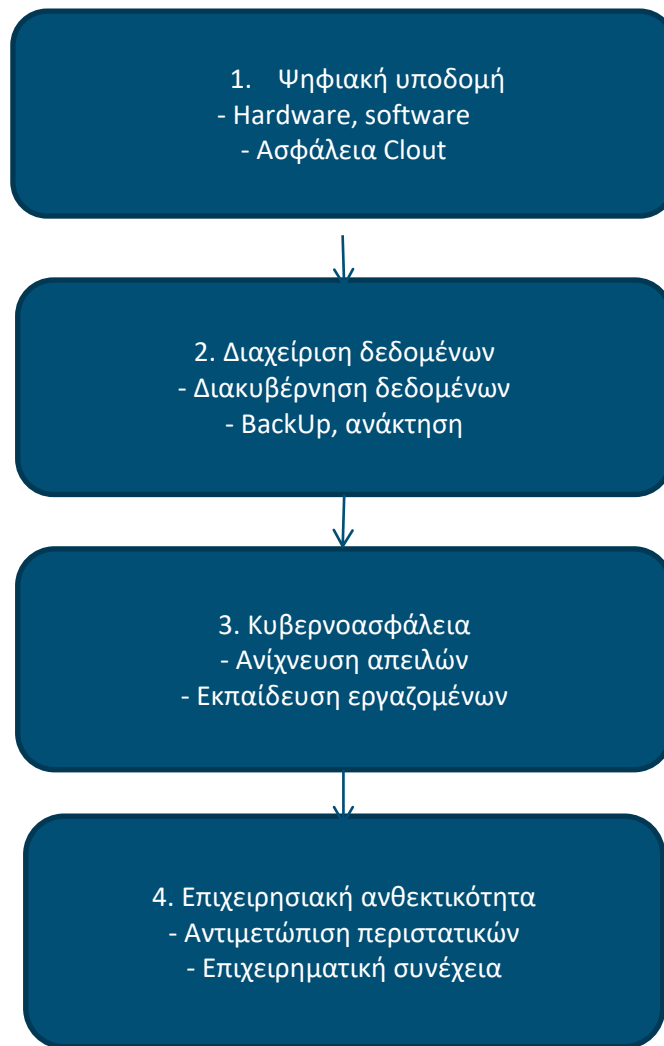 1. Ψηφιακή υποδομή
- Hardware, software
- Ασφάλεια Clout
2. Διαχείριση δεδομένων
- Διακυβέρνηση δεδομένων
- BackUp, ανάκτηση
3. Κυβερνοασφάλεια
- Ανίχνευση απειλών
- Εκπαίδευση εργαζομένων
4. Επιχειρησιακή ανθεκτικότητα
- Αντιμετώπιση περιστατικών
- Επιχειρηματική συνέχεια